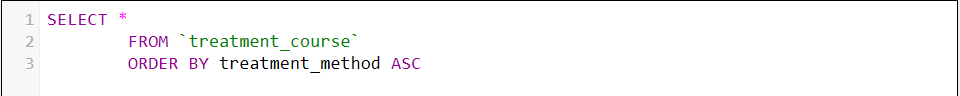 1 SELECT *
2 FROM `treatment_course`
3 ORDER BY treatment_method ASC